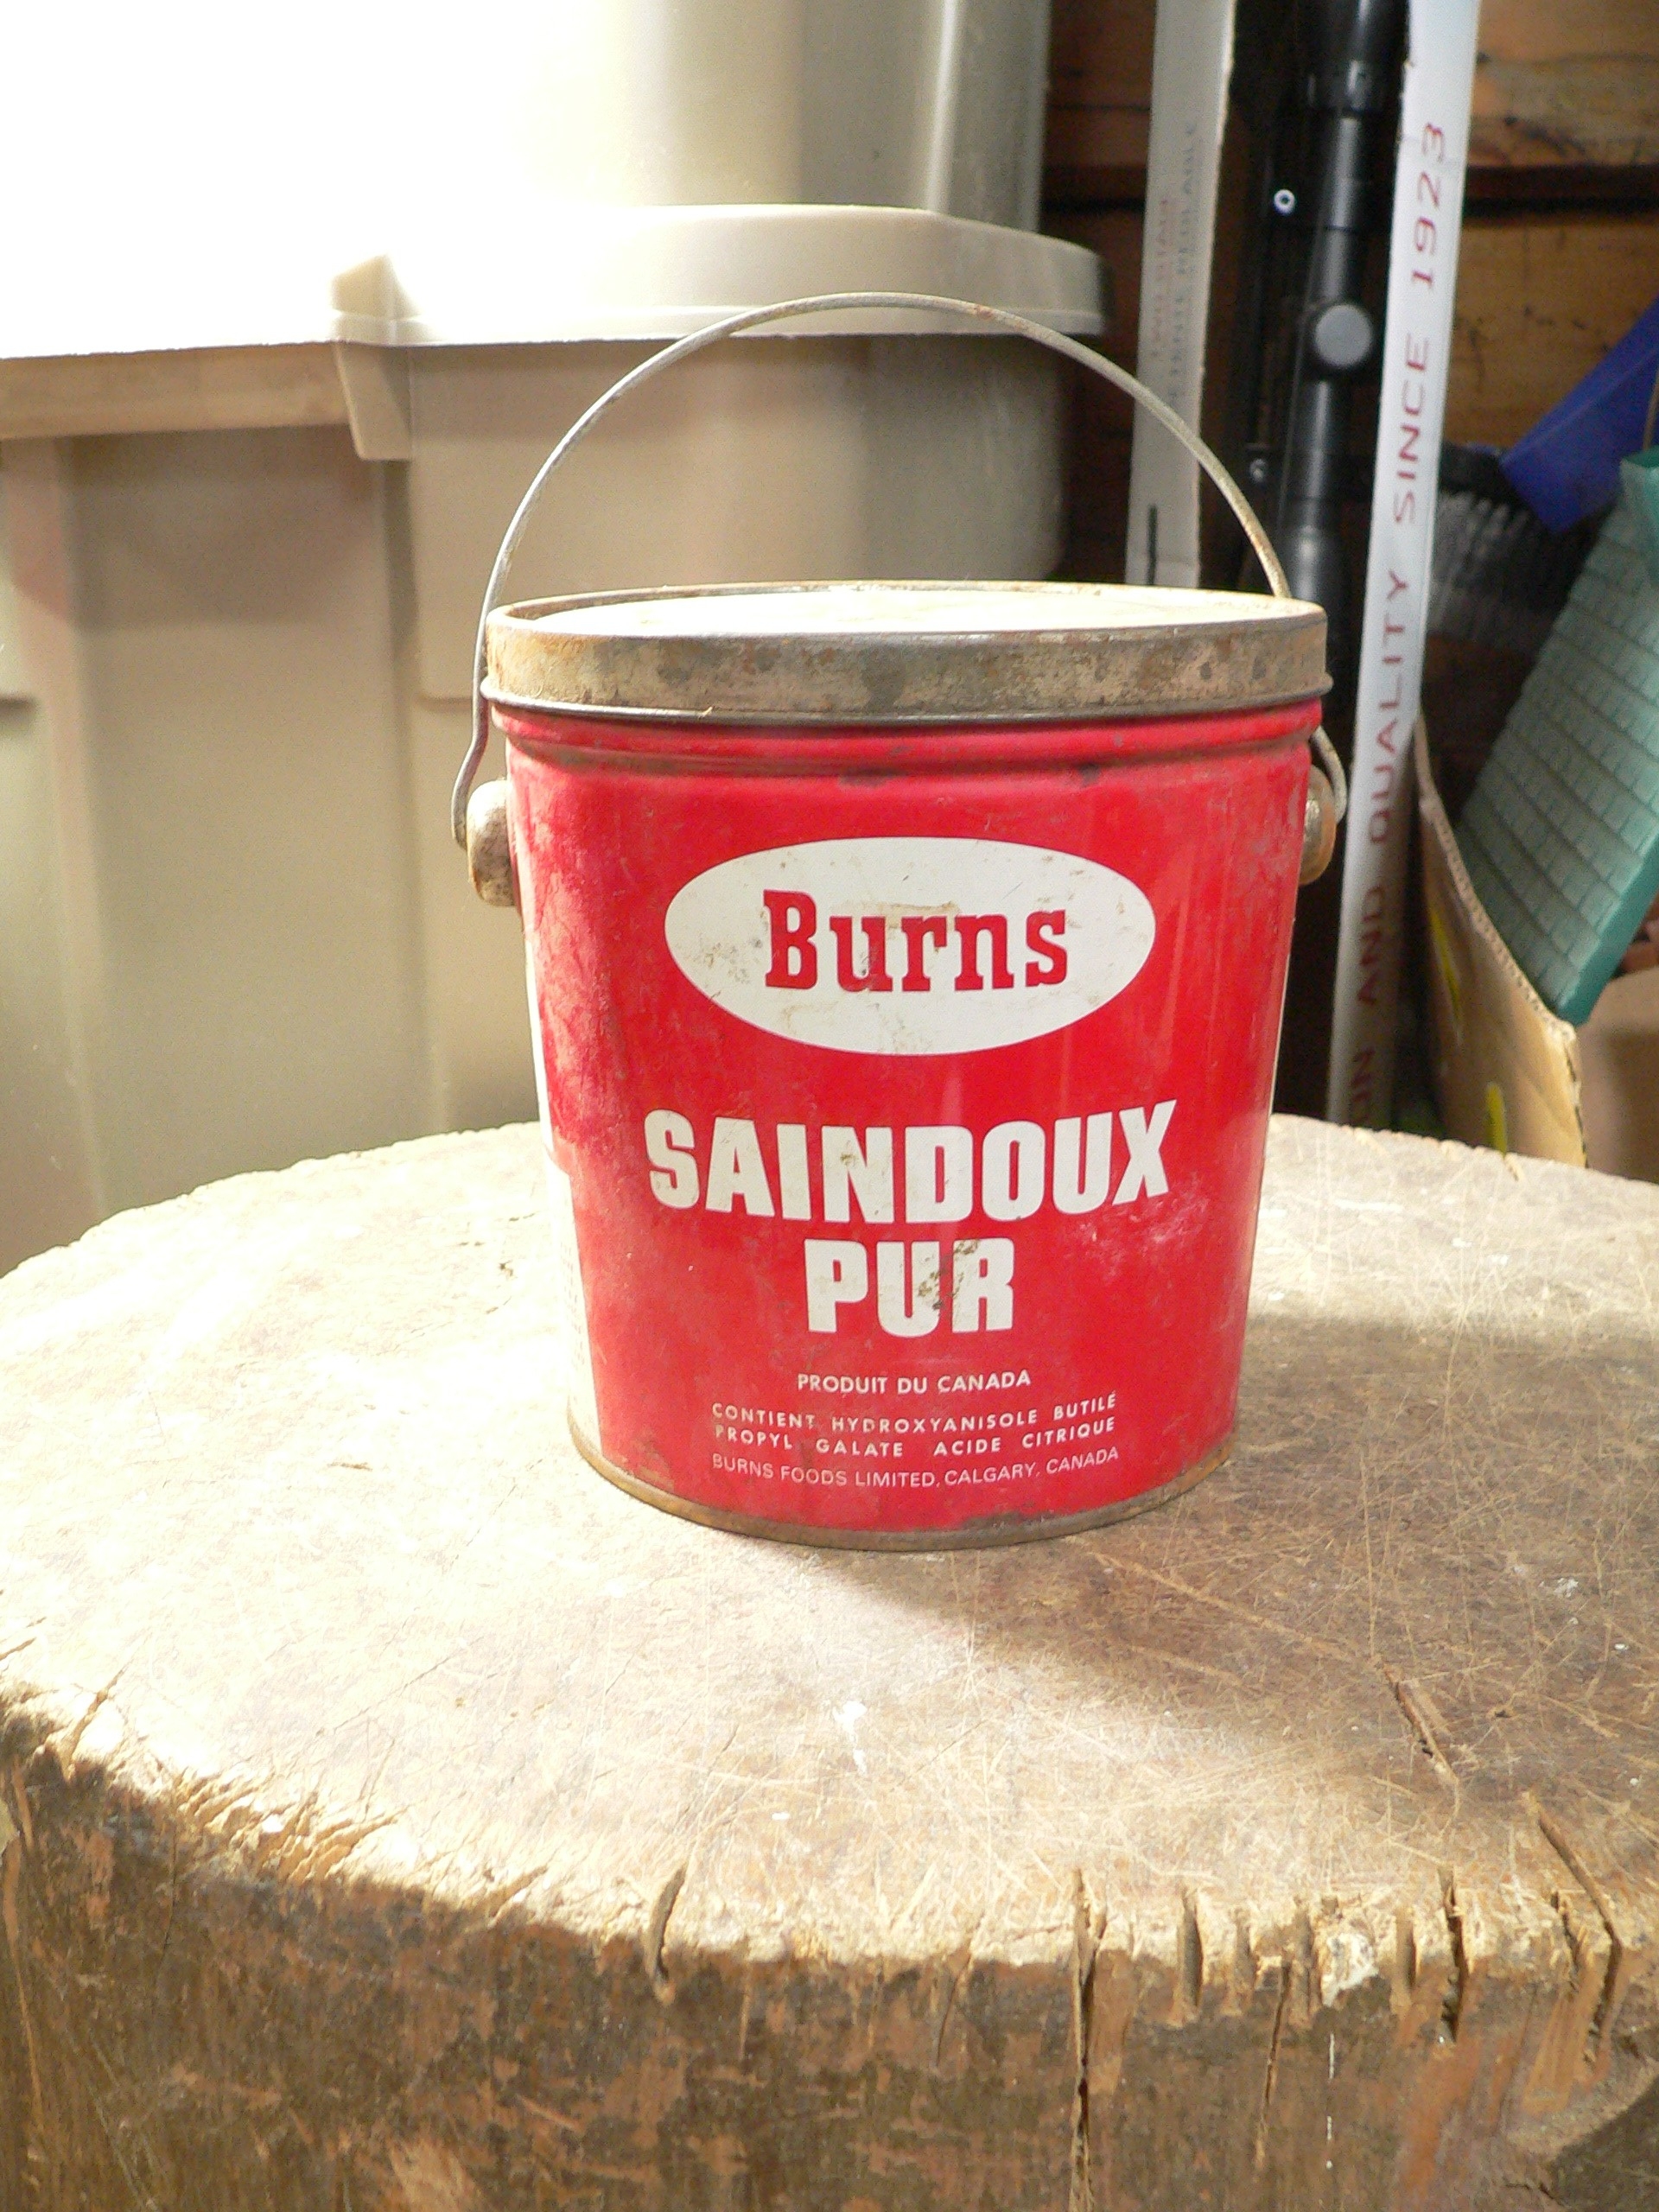 Burns
SAINDOUX
PUR
PRODUIT DU CANADA
CONTIENT HYDROXYANISOLE BUTILÉ
PROPYL GALATE ACIDE CITRIQUE
BURNS FOODS LIMITED, CALGARY, CANADA
AND QUALITY SINCE 1923